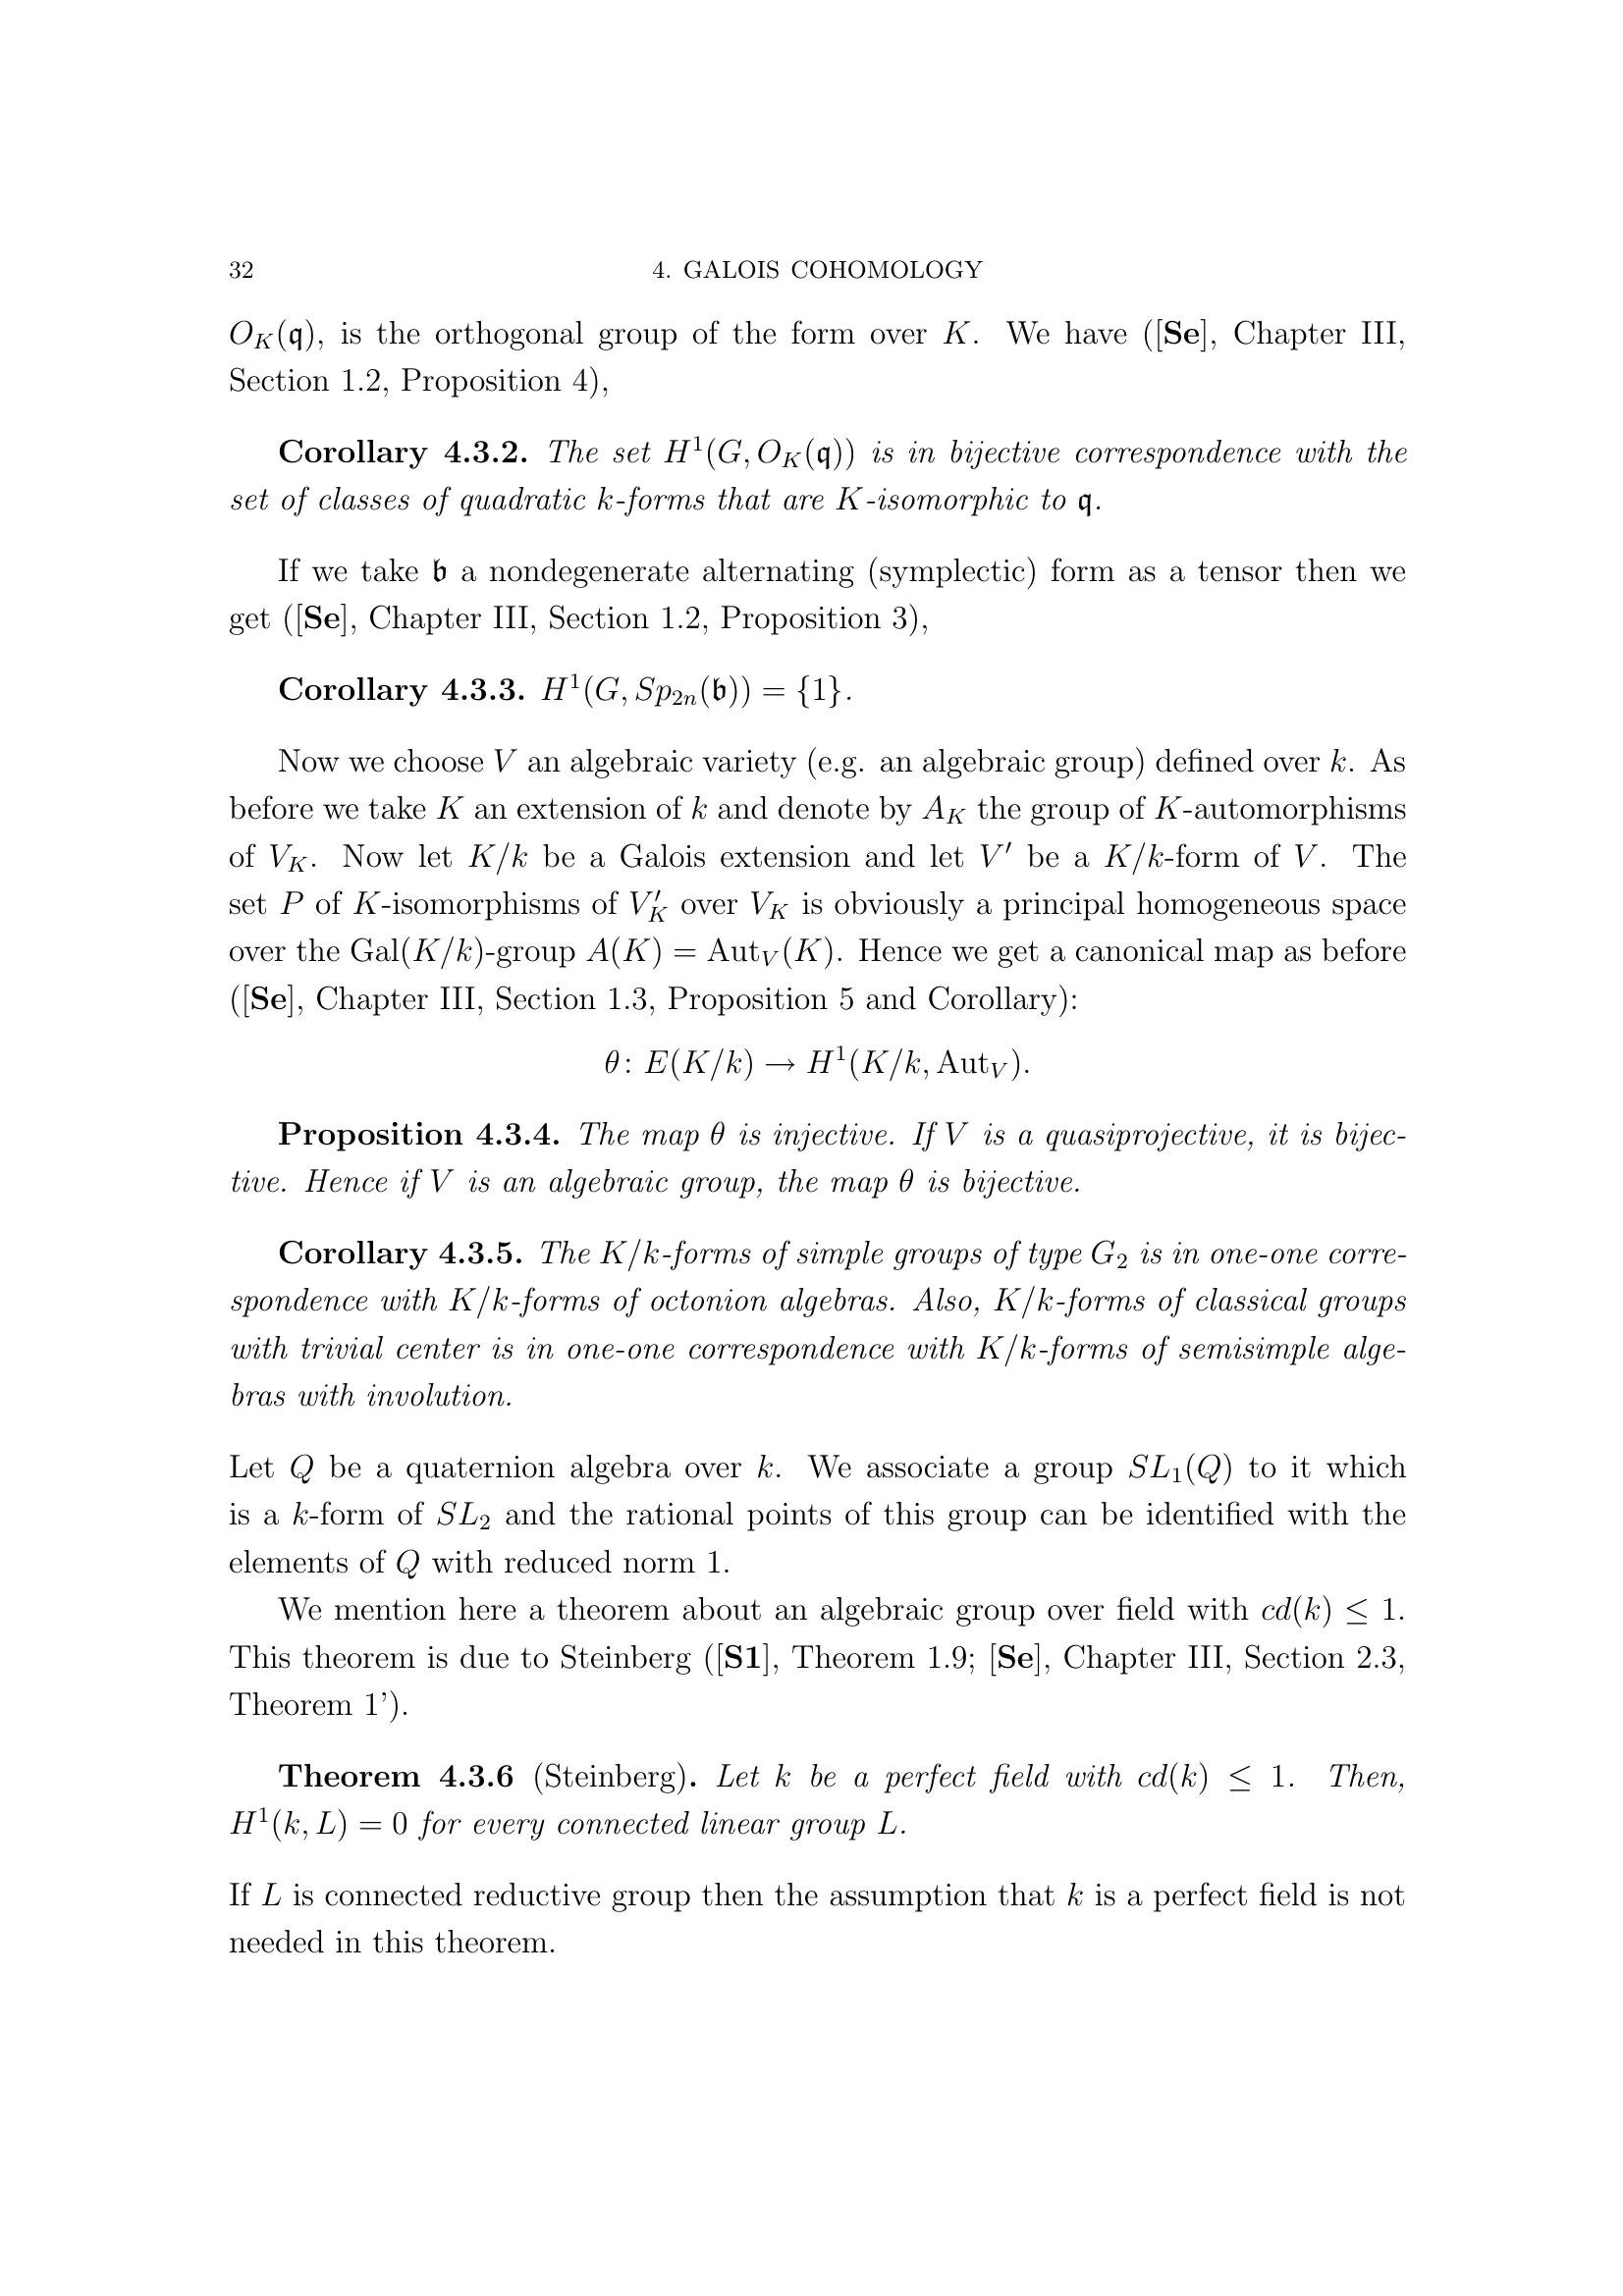 32 4. GALOIS COHOMOLOGY
$O_K(\mathfrak{q})$, is the orthogonal group of the form over $K$. We have ([**Se**], Chapter III,
Section 1.2, Proposition 4),
**Corollary 4.3.2.** *The set $H^1(G, O_K(\mathfrak{q}))$ is in bijective correspondence with the*
*set of classes of quadratic $k$-forms that are $K$-isomorphic to $\mathfrak{q}$.*
If we take $\mathfrak{b}$ a nondegenerate alternating (symplectic) form as a tensor then we
get ([**Se**], Chapter III, Section 1.2, Proposition 3),
**Corollary 4.3.3.** $H^1(G, Sp_{2n}(\mathfrak{b})) = \{1\}$.
Now we choose $V$ an algebraic variety (e.g. an algebraic group) defined over $k$. As
before we take $K$ an extension of $k$ and denote by $A_K$ the group of $K$-automorphisms
of $V_K$. Now let $K/k$ be a Galois extension and let $V'$ be a $K/k$-form of $V$. The
set $P$ of $K$-isomorphisms of $V'_K$ over $V_K$ is obviously a principal homogeneous space
over the Gal$(K/k)$-group $A(K) = \mathrm{Aut}_V(K)$. Hence we get a canonical map as before
([**Se**], Chapter III, Section 1.3, Proposition 5 and Corollary):
$\theta\colon E(K/k) \to H^1(K/k, \mathrm{Aut}_V).$
**Proposition 4.3.4.** *The map $\theta$ is injective. If $V$ is a quasiprojective, it is bijec-*
*tive. Hence if $V$ is an algebraic group, the map $\theta$ is bijective.*
**Corollary 4.3.5.** *The $K/k$-forms of simple groups of type $G_2$ is in one-one corre-*
*spondence with $K/k$-forms of octonion algebras. Also, $K/k$-forms of classical groups*
*with trivial center is in one-one correspondence with $K/k$-forms of semisimple alge-*
*bras with involution.*
Let $Q$ be a quaternion algebra over $k$. We associate a group $SL_1(Q)$ to it which
is a $k$-form of $SL_2$ and the rational points of this group can be identified with the
elements of $Q$ with reduced norm 1.
We mention here a theorem about an algebraic group over field with $cd(k) \leq 1$.
This theorem is due to Steinberg ([**S1**], Theorem 1.9; [**Se**], Chapter III, Section 2.3,
Theorem 1').
**Theorem 4.3.6** (Steinberg)**.** *Let $k$ be a perfect field with $cd(k) \leq 1$. Then,*
*$H^1(k, L) = 0$ for every connected linear group $L$.*
If $L$ is connected reductive group then the assumption that $k$ is a perfect field is not
needed in this theorem.